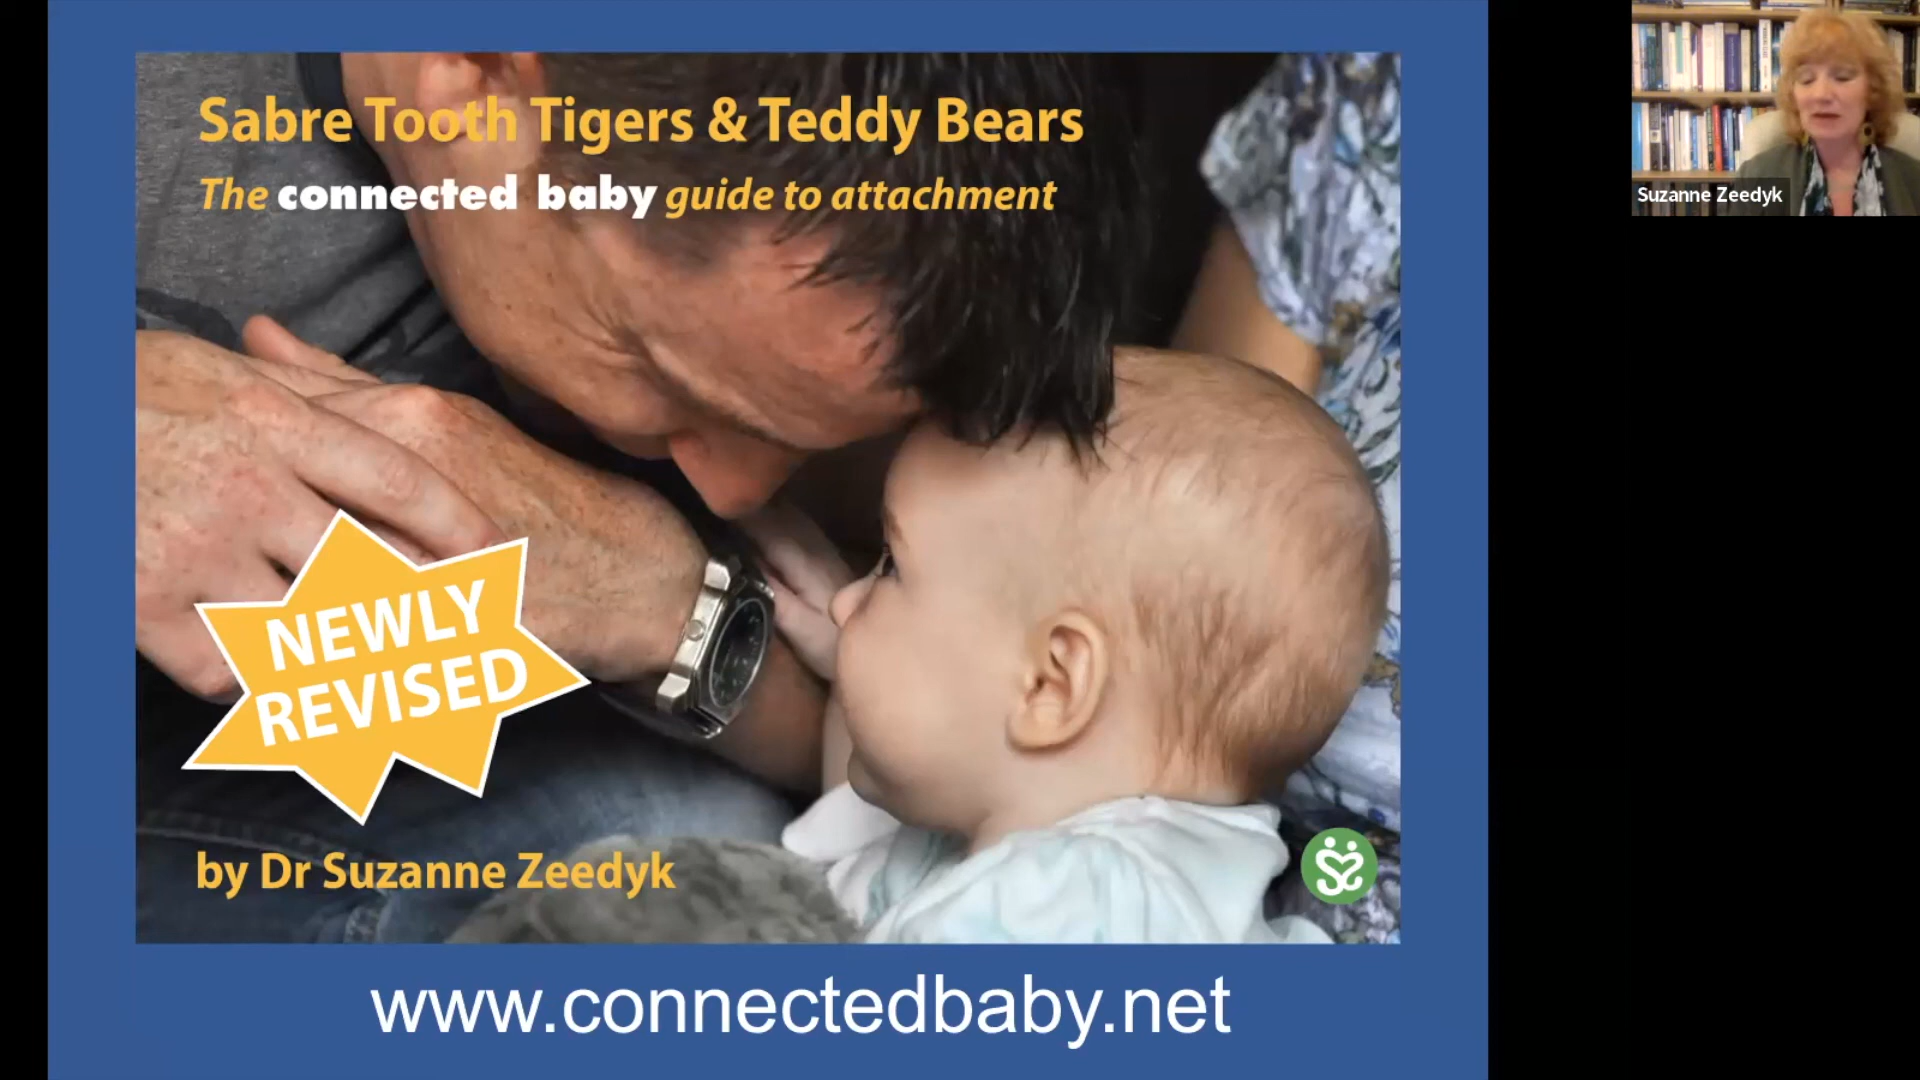 Sabre Tooth Tigers & Teddy Bears
The connected baby guide to attachment
NEWLY
REVISED
by Dr Suzanne Zeedyk
www.connectedbaby.net
Suzanne Zeedyk